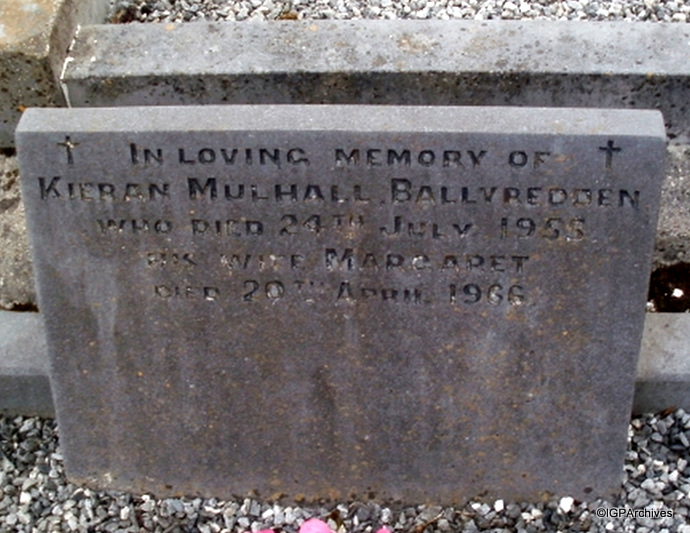 In loving memory of
Kieran Mulhall, Ballyredden
who died 24th July 1955
his wife Margaret
died 20th April 1966
©IGPArchives